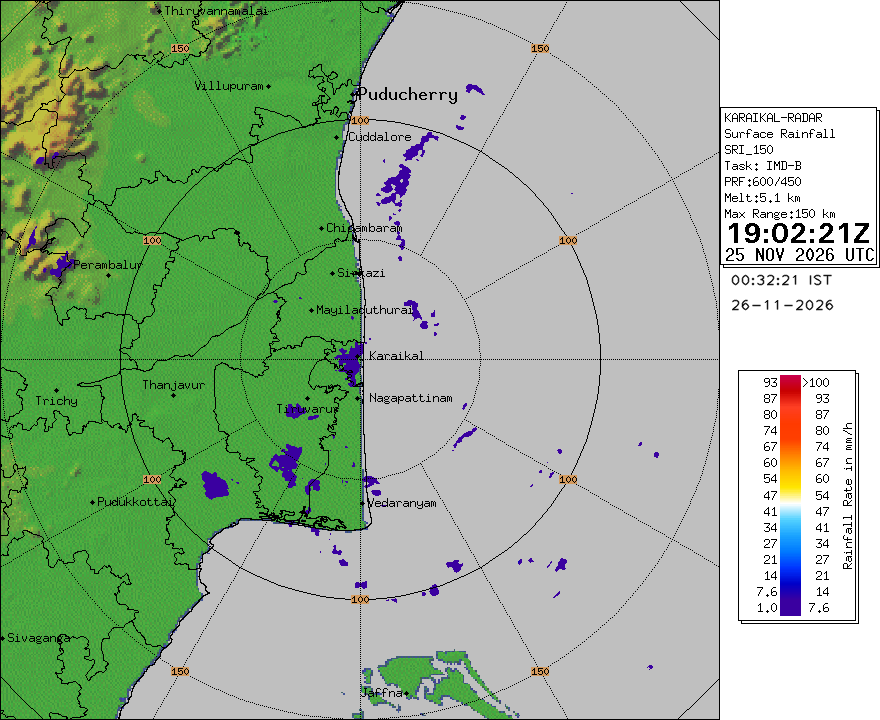 Thiruvannamalai
150
150
Villupuram
Puducherry
100
Cuddalore
KARAIKAL-RADAR
Surface Rainfall
SRI_150
Task: IMD-B
PRF:600/450
Melt:5.1 km
Max Range:150 km
19:02:21Z
25 NOV 2026 UTC
00:32:21 IST
26-11-2026
Chidambaram
100
100
Perambalur
Sirkazi
Mayiladuthurai
Karaikal
Thanjavur
Trichy
Nagapattinam
Tiruvarur
100
100
Pudukkottai
Vedaranyam
100
Sivaganga
150
150
Jaffna
93 >100
87 93
80 87
74 80
67 74
60 67
54 60
47 54
41 47
34 41
27 34
21 27
14 21
7.6 14
1.0 7.6
Rainfall Rate in mm/h